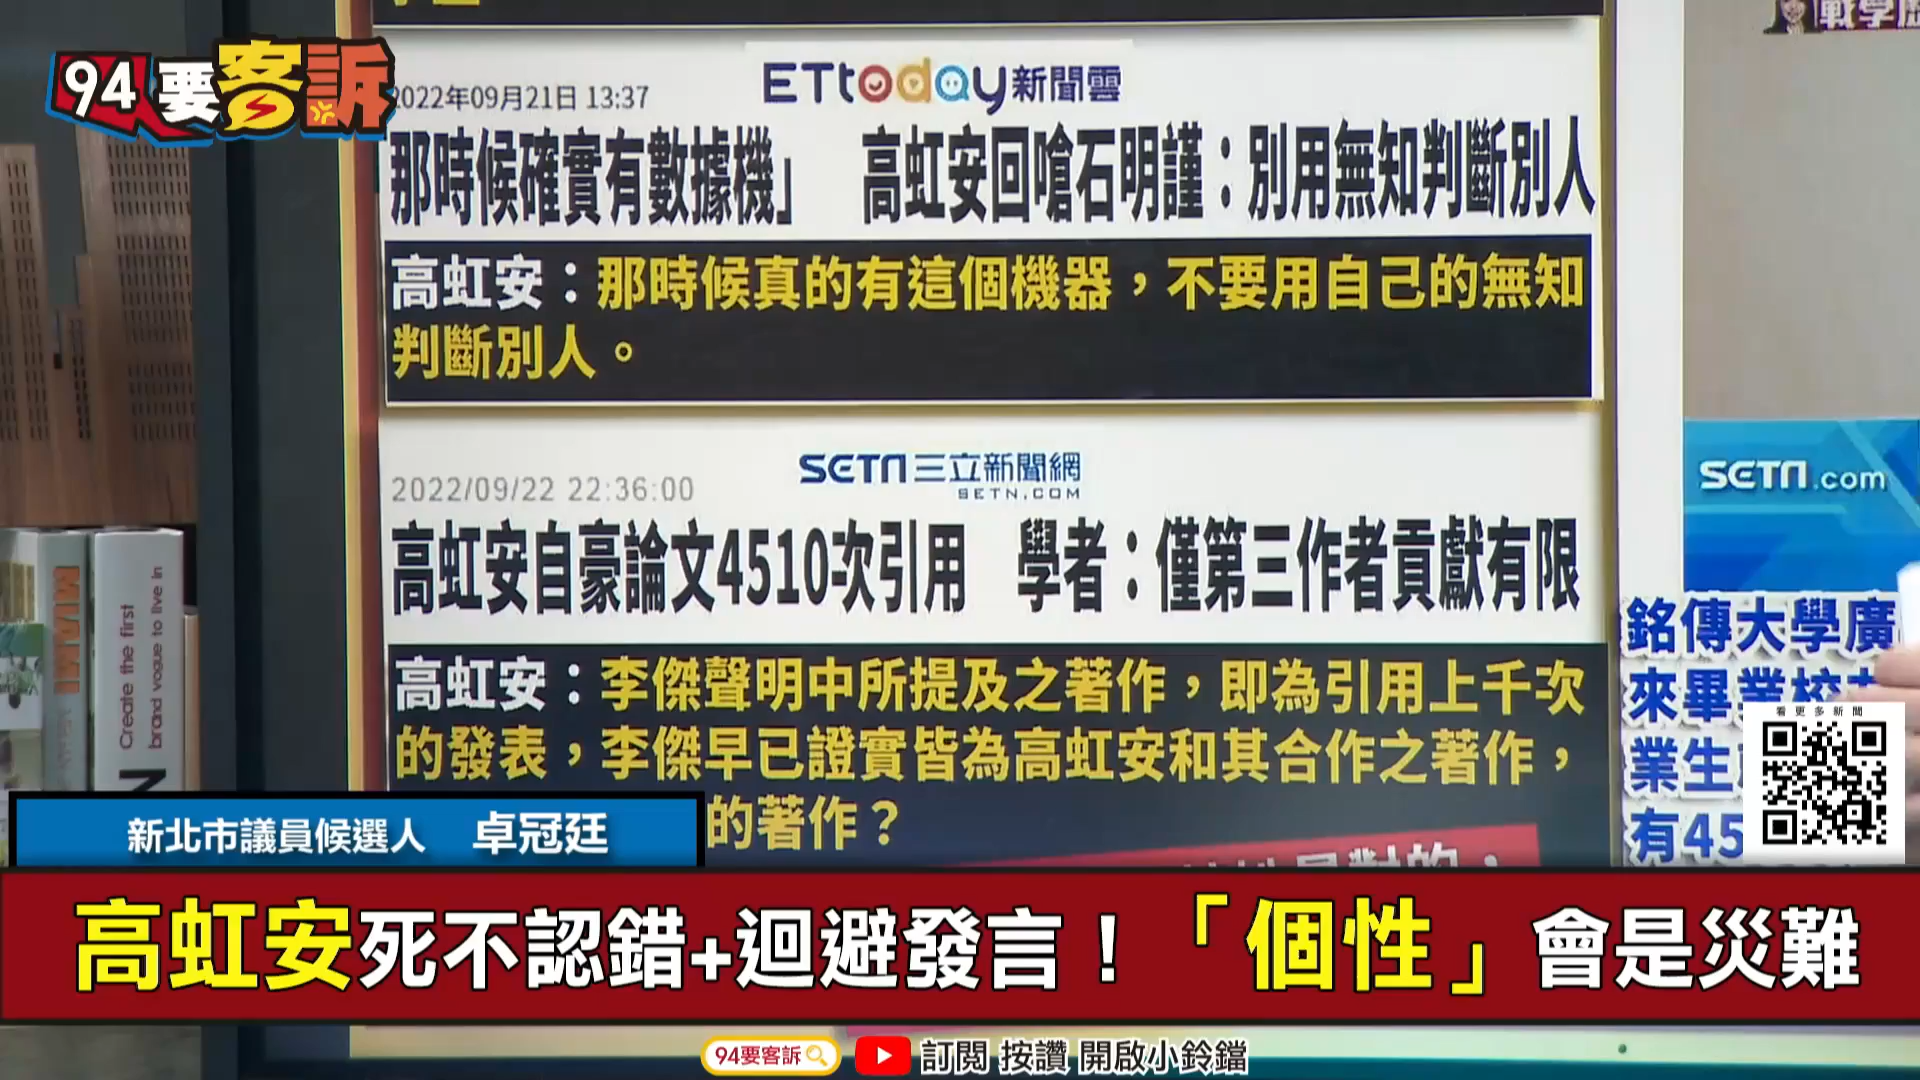 戰學歷
94要客訴
ETtoday新聞雲
2022年09月21日 13:37
那時候確實有數據機」 高虹安回嗆石明謹：別用無知判斷別人
高虹安：那時候真的有這個機器，不要用自己的無知
判斷別人。
SETN三立新聞網
SETN.COM
2022/09/22 22:36:00
高虹安自豪論文4510次引用 學者：僅第三作者貢獻有限
高虹安：李傑聲明中所提及之著作，即為引用上千次
的發表，李傑早已證實皆為高虹安和其合作之著作，
的著作？
SETN.com
銘傳大學廣
來畢業校友
業生
有45
看更多新聞
MIAMI
Create the first
brand vogue to live in
新北市議員候選人 卓冠廷
高虹安死不認錯+迴避發言！「個性」會是災難
94要客訴
訂閱 按讚 開啟小鈴鐺